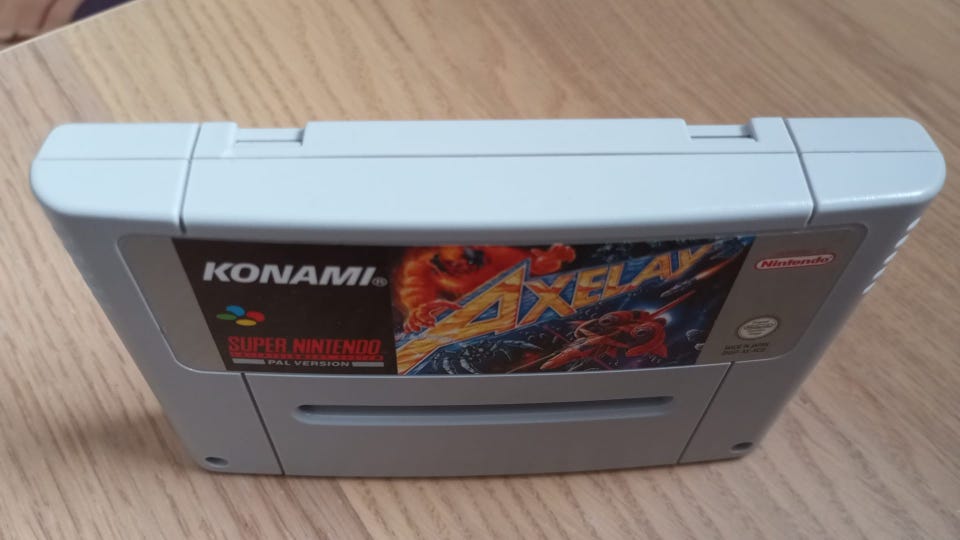 KONAMI®
SUPER NINTENDO
PAL VERSION
AXELAY
Nintendo
MADE IN JAPAN